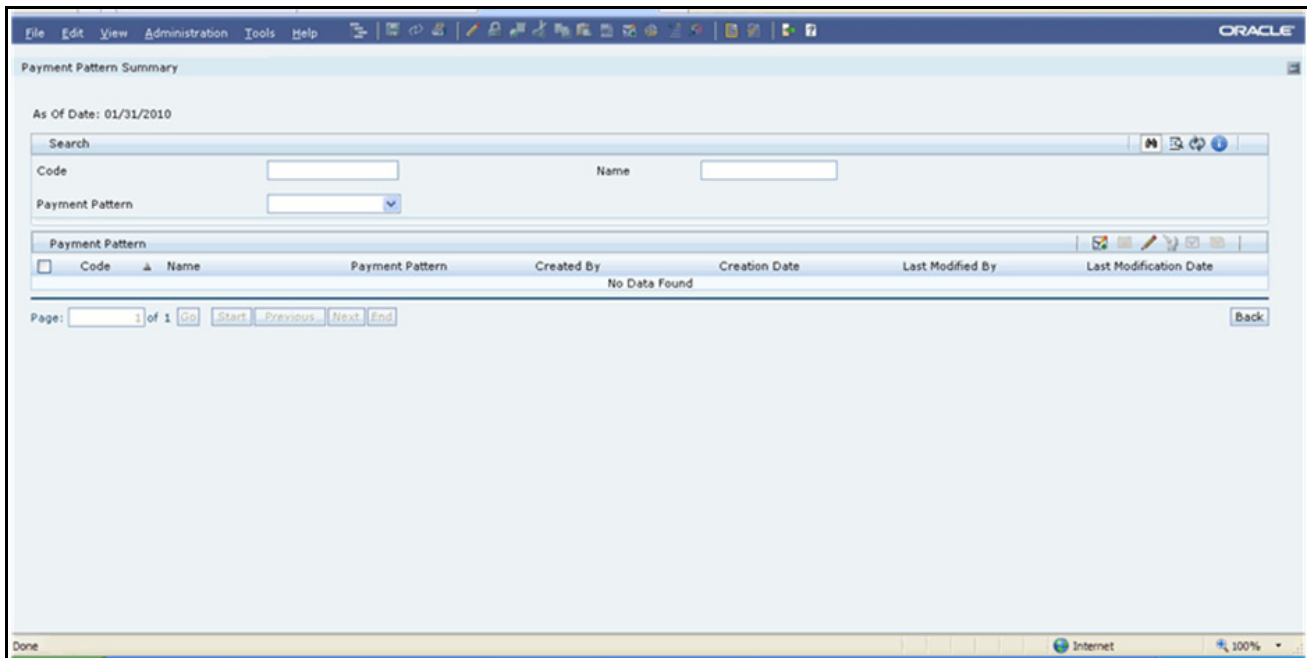 File Edit View Administration Tools Help ORACLE
Payment Pattern Summary
As Of Date: 01/31/2010
Search
Code Name
Payment Pattern
Payment Pattern
Code Name Payment Pattern Created By Creation Date Last Modified By Last Modification Date
No Data Found
Page: 1 of 1 Go Start Previous Next End Back
Done Internet 100%